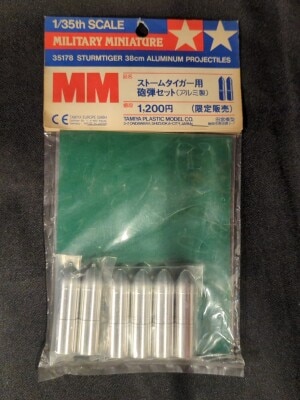 1/35th SCALE
MILITARY MINIATURE
35178 STURMTIGER 38cm ALUMINUM PROJECTILES
MM
ストームタイガー用
砲弾セット(アルミ製)
価格 1,200円 (限定販売)
TAMIYA PLASTIC MODEL CO.